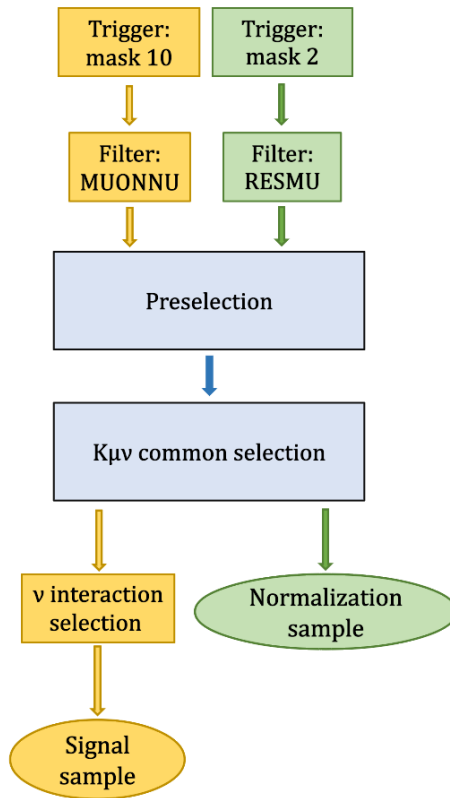 Trigger:
mask 10
Trigger:
mask 2
Filter:
MUONNU
Filter:
RESMU
Preselection
Kμν common selection
ν interaction
selection
Normalization
sample
Signal
sample